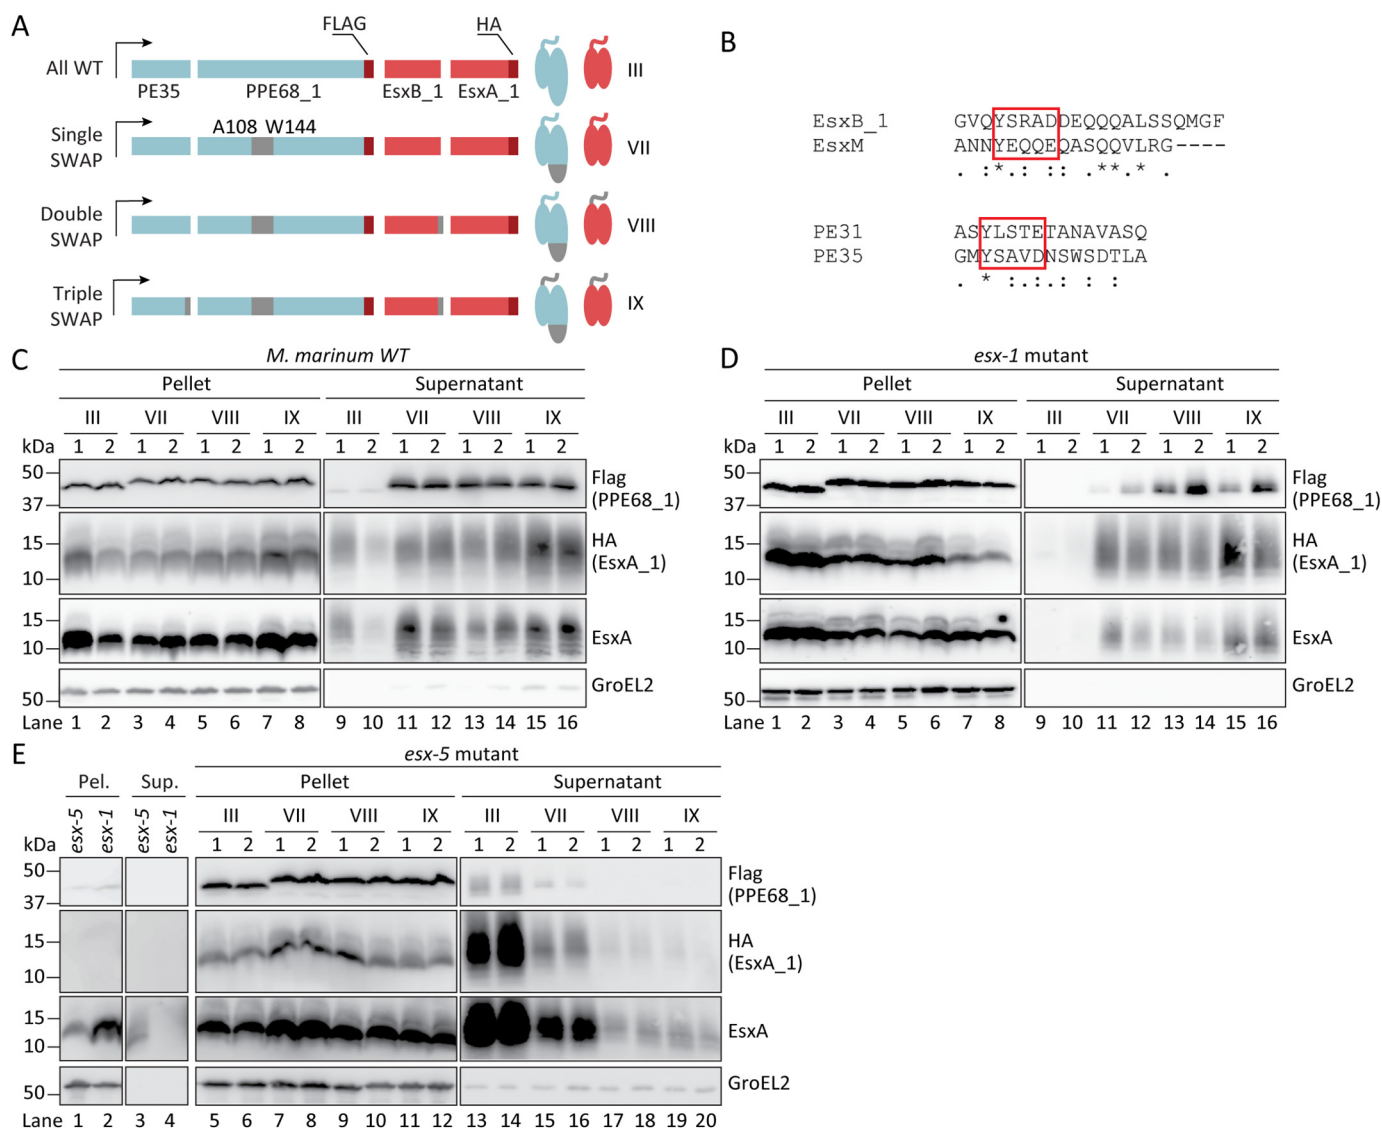 A
FLAG HA
All WT
PE35 PPE68_1 EsxB_1 EsxA_1
III
A108 W144
Single
SWAP
VII
Double
SWAP
VIII
Triple
SWAP
IX
B
EsxB_1 GVQYSRADDEQQQALSSQMGF
EsxM ANNYEQQEQASQQVLRG----
. :*.: :: .**.* .
PE31 ASYLSTETANAVASQ
PE35 GMYSAVDNSWSDTLA
. * :.:. : : :
C
M. marinum WT
Pellet Supernatant
III VII VIII IX III VII VIII IX
kDa 1 2 1 2 1 2 1 2 1 2 1 2 1 2 1 2
50
37
Flag
(PPE68_1)
15
10
HA
(EsxA_1)
15
10
EsxA
50
GroEL2
Lane 1 2 3 4 5 6 7 8 9 10 11 12 13 14 15 16
D
esx-1 mutant
Pellet Supernatant
III VII VIII IX III VII VIII IX
kDa 1 2 1 2 1 2 1 2 1 2 1 2 1 2 1 2
50
37
Flag
(PPE68_1)
15
10
HA
(EsxA_1)
15
10
EsxA
50
GroEL2
Lane 1 2 3 4 5 6 7 8 9 10 11 12 13 14 15 16
E
esx-5 mutant
Pel. Sup. Pellet Supernatant
esx-5 esx-1 esx-5 esx-1
III VII VIII IX III VII VIII IX
kDa 1 2 1 2 1 2 1 2 1 2 1 2 1 2 1 2
50
37
Flag
(PPE68_1)
15
10
HA
(EsxA_1)
15
10
EsxA
50
GroEL2
Lane 1 2 3 4 5 6 7 8 9 10 11 12 13 14 15 16 17 18 19 20